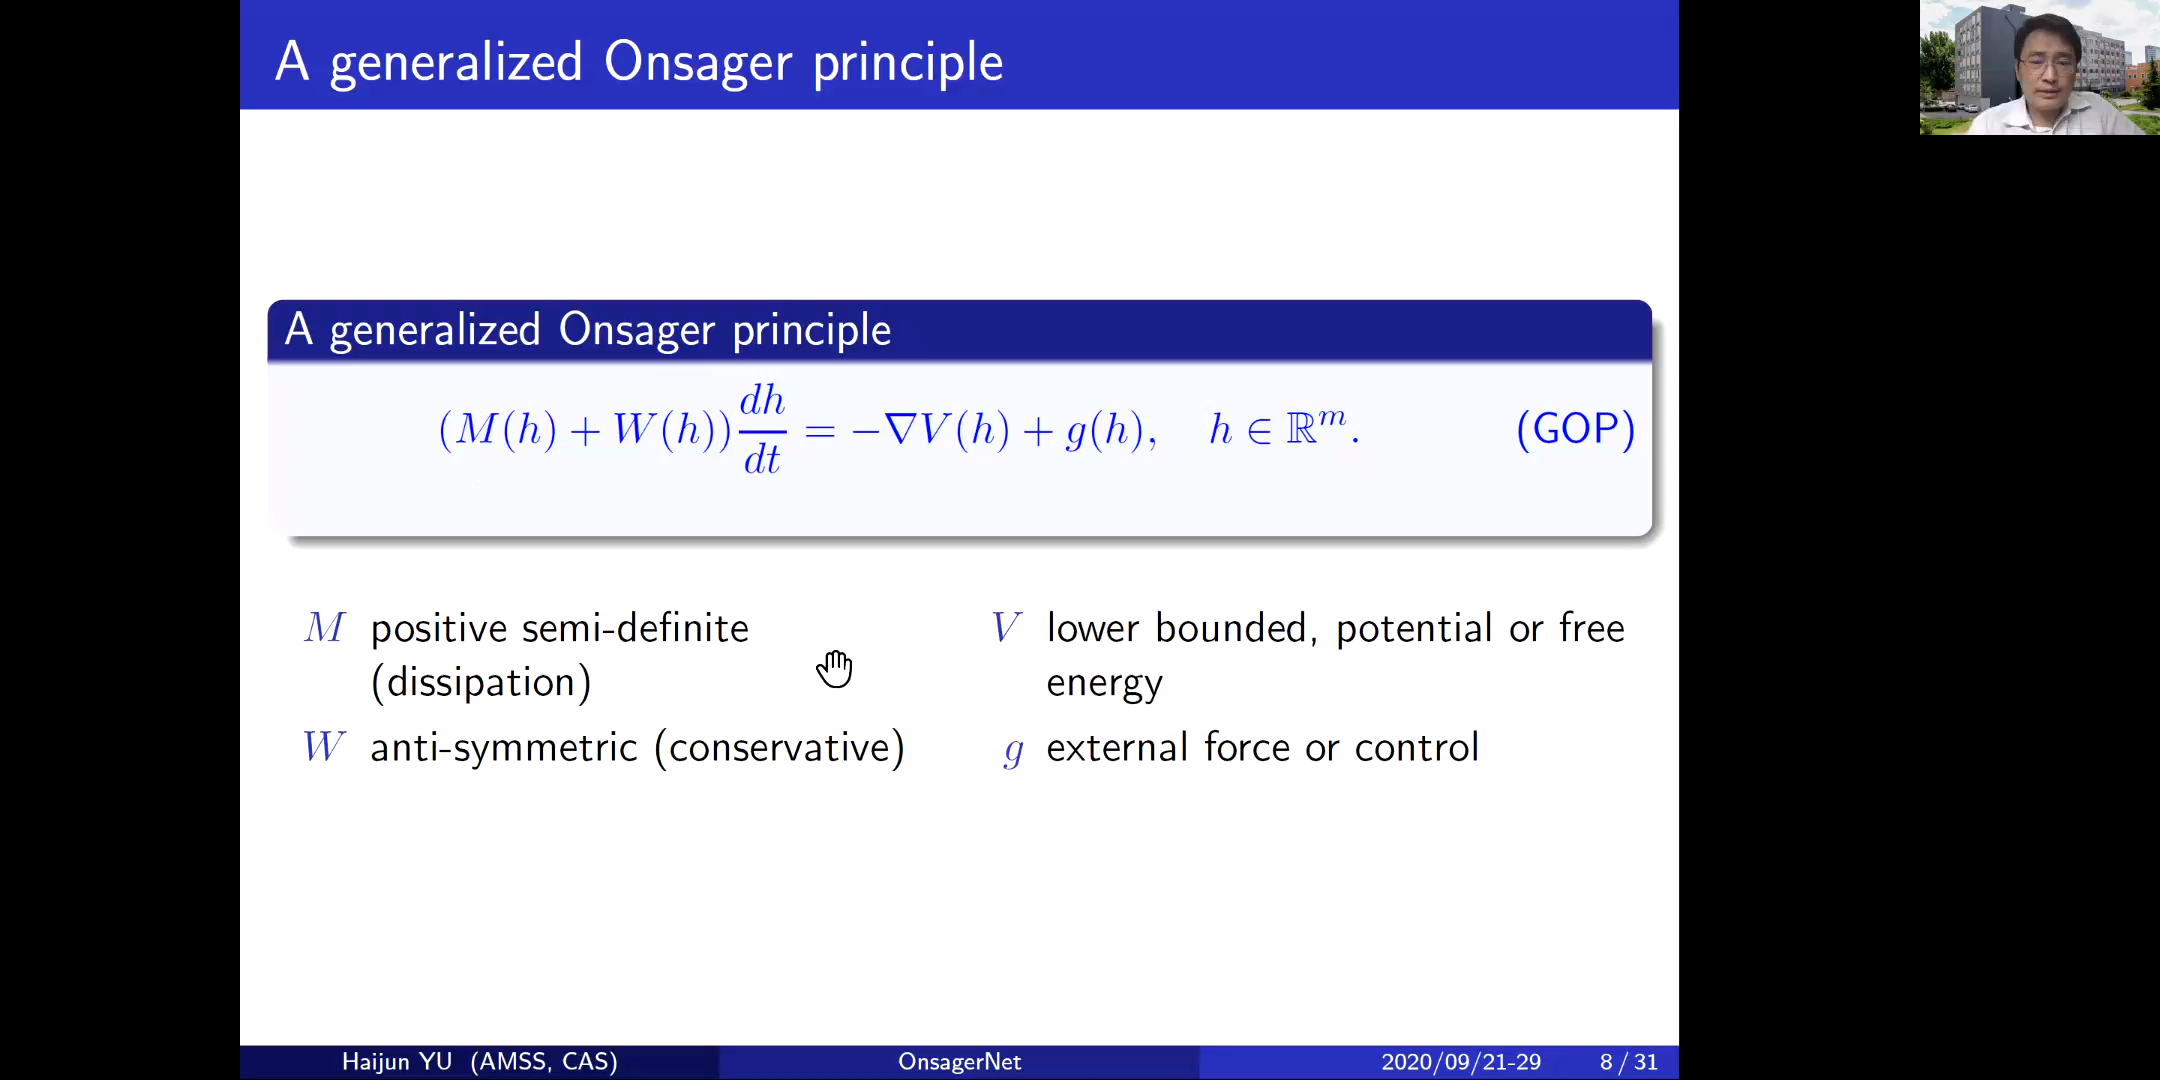 A generalized Onsager principle
A generalized Onsager principle
(M(h) + W(h)) dh/dt = −∇V(h) + g(h), h ∈ ℝ^m. (GOP)
M positive semi-definite
(dissipation)
W anti-symmetric (conservative)
V lower bounded, potential or free
energy
g external force or control
Haijun YU (AMSS, CAS)
OnsagerNet
2020/09/21-29
8 / 31